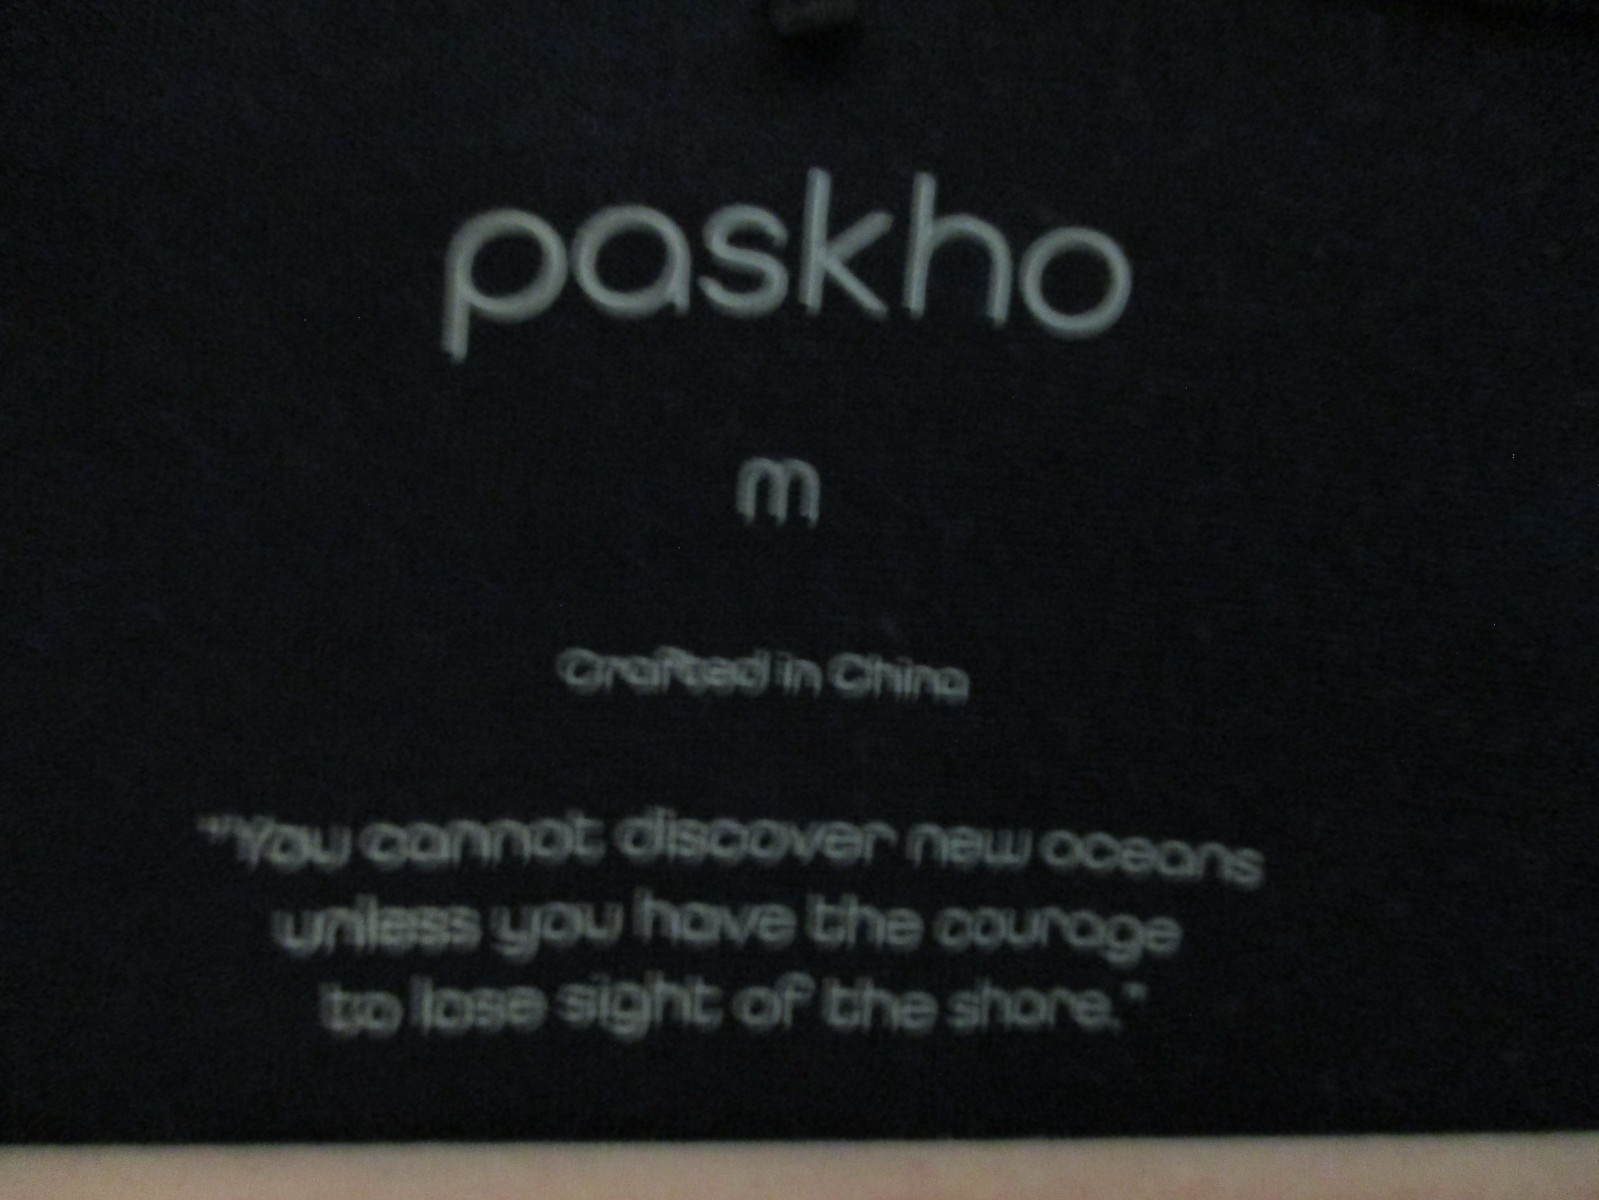 paskho
m
Crafted in China
"You cannot discover new oceans
unless you have the courage
to lose sight of the shore."